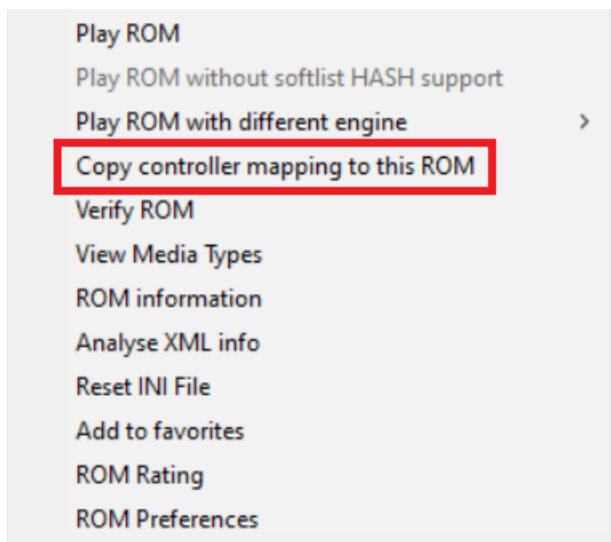 Play ROM
Play ROM without softlist HASH support
Play ROM with different engine
Copy controller mapping to this ROM
Verify ROM
View Media Types
ROM information
Analyse XML info
Reset INI File
Add to favorites
ROM Rating
ROM Preferences